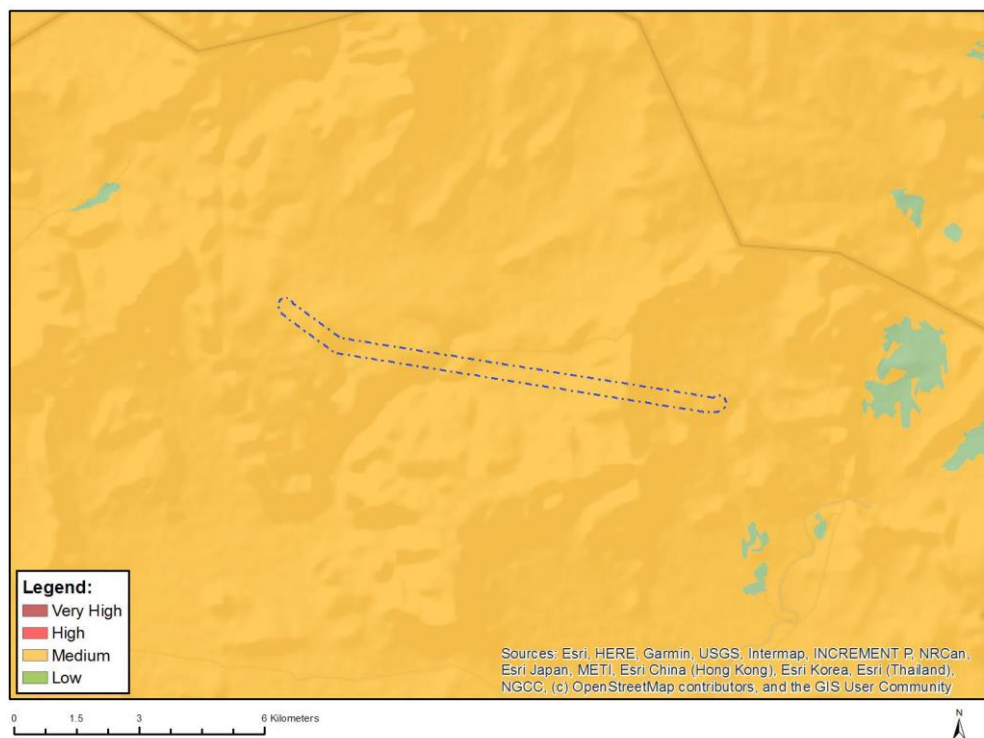 Legend:
Very High
High
Medium
Low
Sources: Esri, HERE, Garmin, USGS, Intermap, INCREMENT P, NRCan,
Esri Japan, METI, Esri China (Hong Kong), Esri Korea, Esri (Thailand),
NGCC, (c) OpenStreetMap contributors, and the GIS User Community
0 1.5 3 6 Kilometers
N